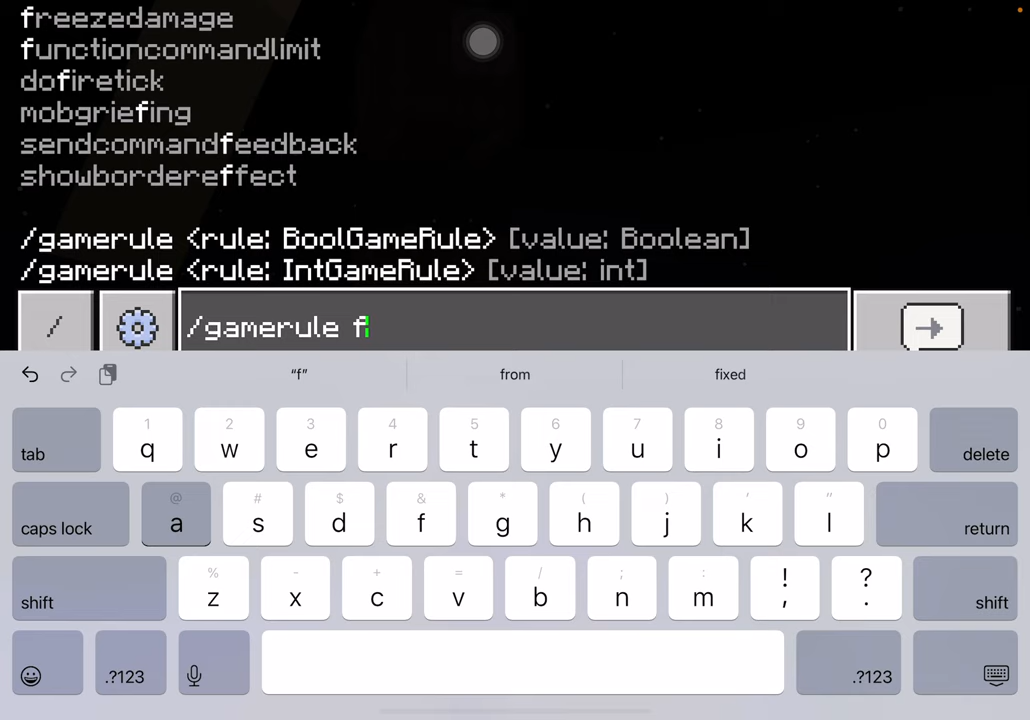 freezedamage
functioncommandlimit
dofiretick
mobgriefing
sendcommandfeedback
showbordereffect
/gamerule <rule: BoolGameRule> [value: Boolean]
/gamerule <rule: IntGameRule> [value: int]
/ /gamerule f
“f” from fixed
1 2 3 4 5 6 7 8 9 0
tab q w e r t y u i o p delete
@ # $ & * ( ) ' "
caps lock a s d f g h j k l return
% - + = / ; :
shift z x c v b n m ! , ? . shift
.?123 .?123